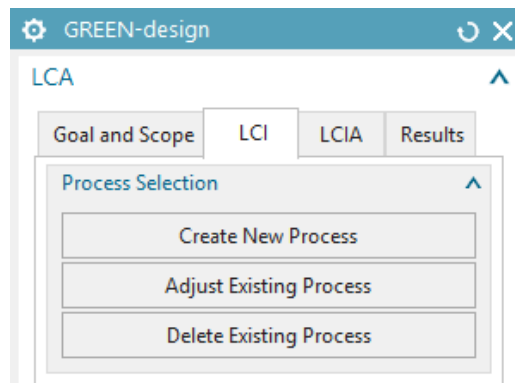 GREEN-design
LCA
Goal and Scope LCI LCIA Results
Process Selection
Create New Process
Adjust Existing Process
Delete Existing Process